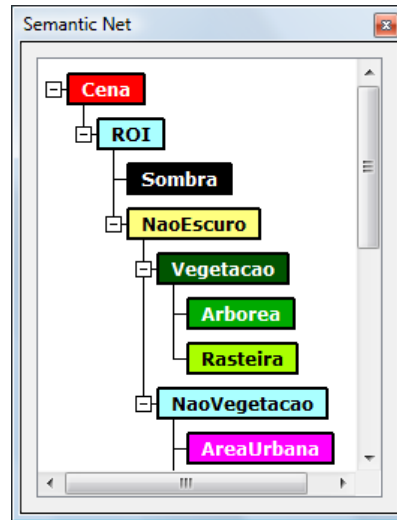 Semantic Net
Cena
ROI
Sombra
NaoEscuro
Vegetacao
Arborea
Rasteira
NaoVegetacao
AreaUrbana